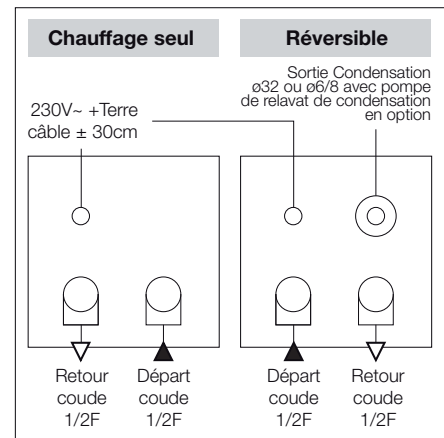 Chauffage seul
Réversible
Sortie Condensation
ø32 ou ø6/8 avec pompe
de relavat de condensation
en option
230V~ +Terre
câble ± 30cm
Retour
coude
1/2F
Départ
coude
1/2F
Départ
coude
1/2F
Retour
coude
1/2F